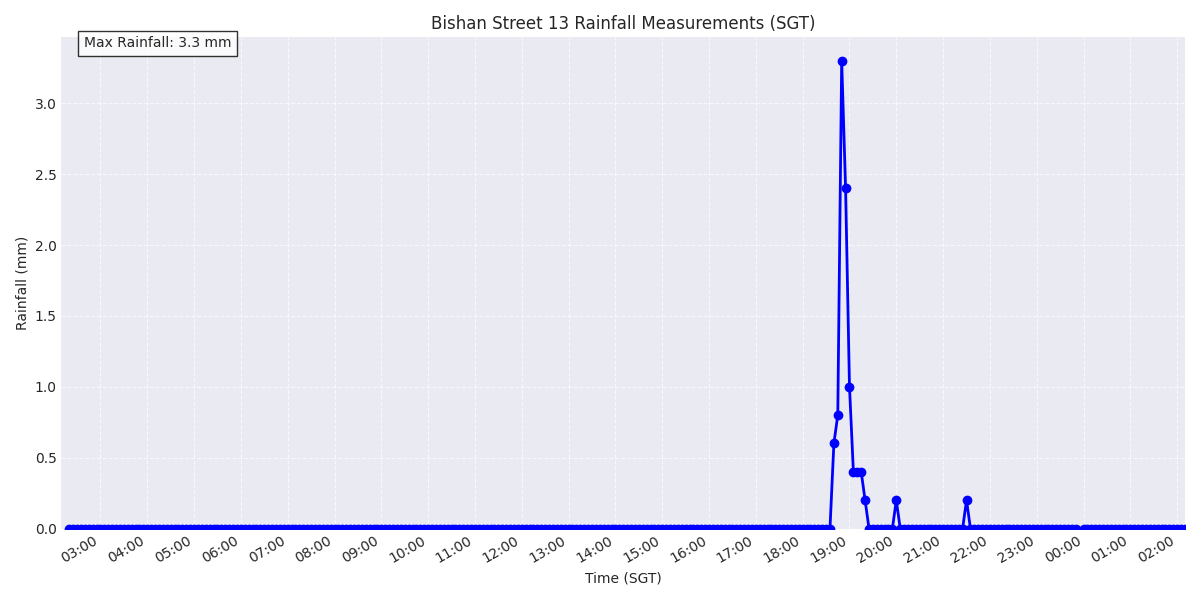 Bishan Street 13 Rainfall Measurements (SGT)
Max Rainfall: 3.3 mm
Rainfall (mm)
3.0
2.5
2.0
1.5
1.0
0.5
0.0
03:00 04:00 05:00 06:00 07:00 08:00 09:00 10:00 11:00 12:00 13:00 14:00 15:00 16:00 17:00 18:00 19:00 20:00 21:00 22:00 23:00 00:00 01:00 02:00
Time (SGT)